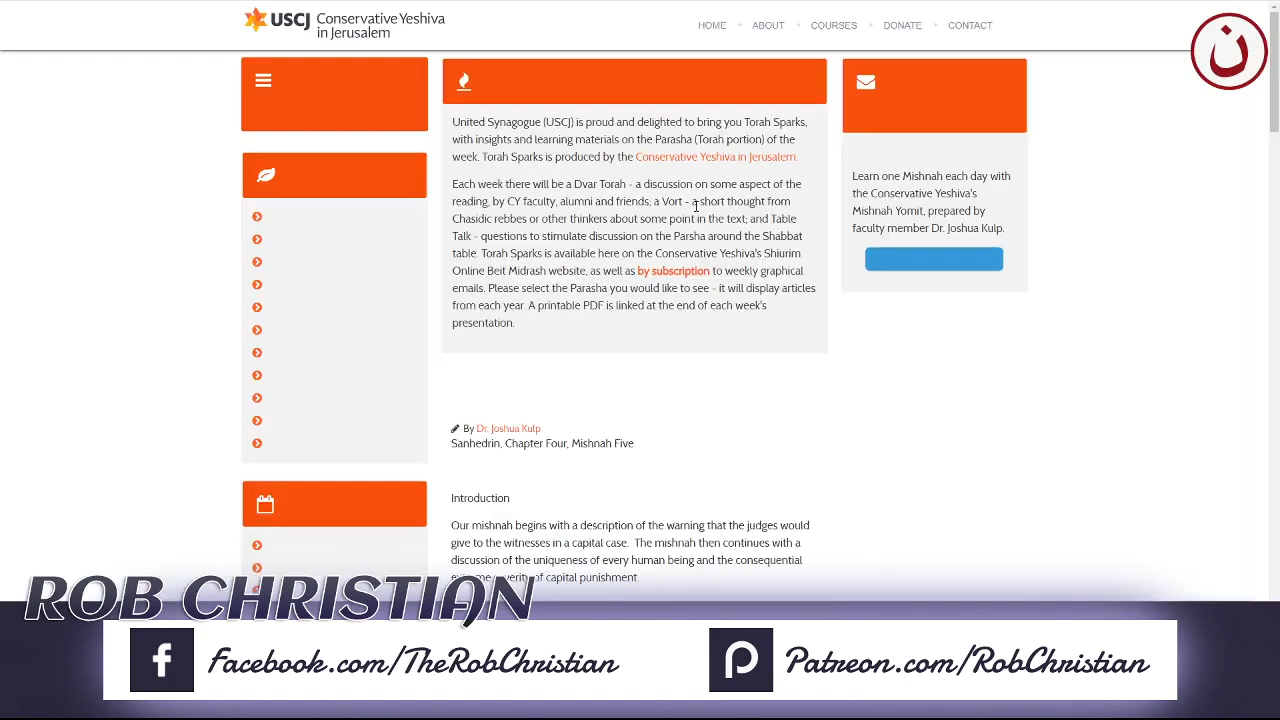 USCJ Conservative Yeshiva
in Jerusalem
HOME ABOUT COURSES DONATE CONTACT
ن
United Synagogue (USCJ) is proud and delighted to bring you Torah Sparks,
with insights and learning materials on the Parasha (Torah portion) of the
week. Torah Sparks is produced by the Conservative Yeshiva in Jerusalem.
Each week there will be a Dvar Torah - a discussion on some aspect of the
reading, by CY faculty, alumni and friends; a Vort - a short thought from
Chasidic rebbes or other thinkers about some point in the text; and Table
Talk - questions to stimulate discussion on the Parsha around the Shabbat
table. Torah Sparks is available here on the Conservative Yeshiva's Shiurim
Online Beit Midrash website, as well as by subscription to weekly graphical
emails. Please select the Parasha you would like to see - it will display articles
from each year. A printable PDF is linked at the end of each week's
presentation.
Learn one Mishnah each day with
the Conservative Yeshiva's
Mishnah Yomit, prepared by
faculty member Dr. Joshua Kulp.
By Dr. Joshua Kulp
Sanhedrin, Chapter Four, Mishnah Five
Introduction
Our mishnah begins with a description of the warning that the judges would
give to the witnesses in a capital case. The mishnah then continues with a
discussion of the uniqueness of every human being and the consequential
extreme severity of capital punishment.
ROB CHRISTIAN
Facebook.com/TheRobChristian
Patreon.com/RobChristian